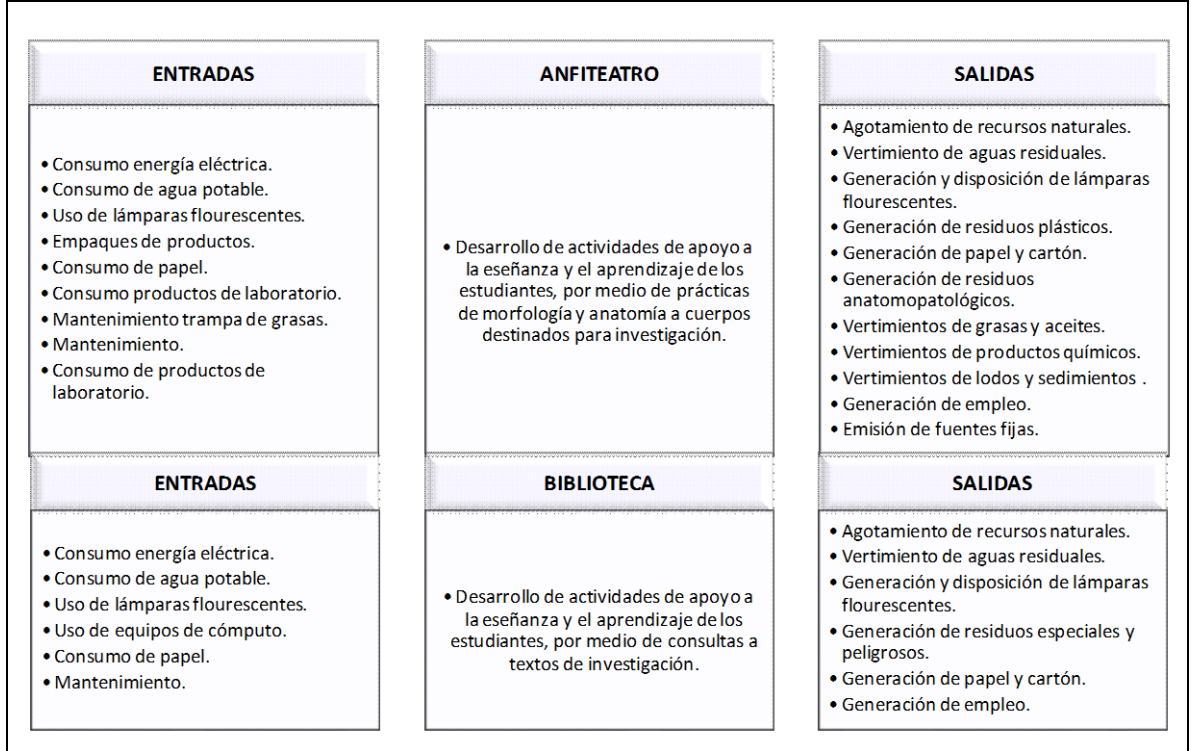 ENTRADAS
• Consumo energía eléctrica.
• Consumo de agua potable.
• Uso de lámparas flourescentes.
• Empaques de productos.
• Consumo de papel.
• Consumo productos de laboratorio.
• Mantenimiento trampa de grasas.
• Mantenimiento.
• Consumo de productos de
laboratorio.
ANFITEATRO
• Desarrollo de actividades de apoyo a
la eseñanza y el aprendizaje de los
estudiantes, por medio de prácticas
de morfología y anatomía a cuerpos
destinados para investigación.
SALIDAS
• Agotamiento de recursos naturales.
• Vertimiento de aguas residuales.
• Generación y disposición de lámparas
flourescentes.
• Generación de residuos plásticos.
• Generación de papel y cartón.
• Generación de residuos
anatomopatológicos.
• Vertimientos de grasas y aceites.
• Vertimientos de productos químicos.
• Vertimientos de lodos y sedimientos .
• Generación de empleo.
• Emisión de fuentes fijas.
ENTRADAS
• Consumo energía eléctrica.
• Consumo de agua potable.
• Uso de lámparas flourescentes.
• Uso de equipos de cómputo.
• Consumo de papel.
• Mantenimiento.
BIBLIOTECA
• Desarrollo de actividades de apoyo a
la eseñanza y el aprendizaje de los
estudiantes, por medio de consultas a
textos de investigación.
SALIDAS
• Agotamiento de recursos naturales.
• Vertimiento de aguas residuales.
• Generación y disposición de lámparas
flourescentes.
• Generación de residuos especiales y
peligrosos.
• Generación de papel y cartón.
• Generación de empleo.